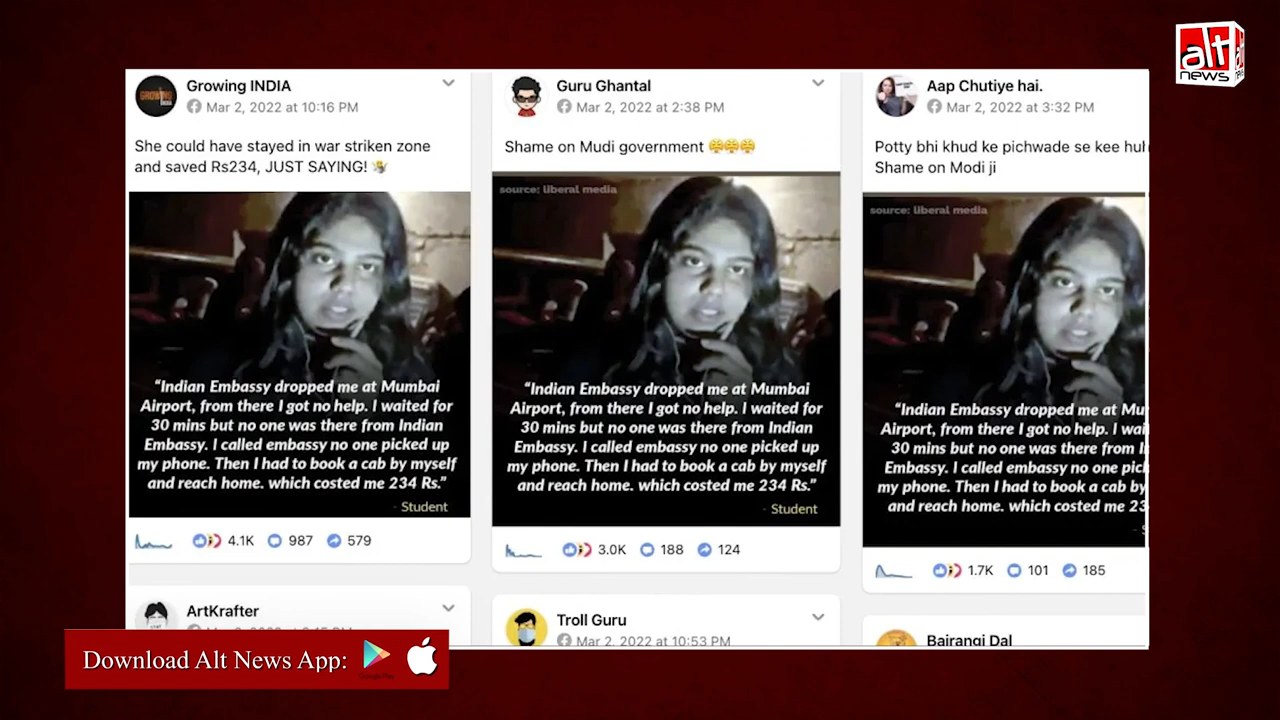 alt
news
Growing INDIA
Mar 2, 2022 at 10:16 PM
She could have stayed in war striken zone
and saved Rs234, JUST SAYING!
"Indian Embassy dropped me at Mumbai
Airport, from there I got no help. I waited for
30 mins but no one was there from Indian
Embassy. I called embassy no one picked up
my phone. Then I had to book a cab by myself
and reach home. which costed me 234 Rs."
- Student
4.1K 987 579
ArtKrafter
Guru Ghantal
Mar 2, 2022 at 2:38 PM
Shame on Mudi government
source: liberal media
"Indian Embassy dropped me at Mumbai
Airport, from there I got no help. I waited for
30 mins but no one was there from Indian
Embassy. I called embassy no one picked up
my phone. Then I had to book a cab by myself
and reach home. which costed me 234 Rs."
- Student
3.0K 188 124
Troll Guru
Mar 2, 2022 at 10:53 PM
Aap Chutiye hai.
Mar 2, 2022 at 3:32 PM
Potty bhi khud ke pichwade se kee
Shame on Modi ji
source: liberal media
"Indian Embassy dropped me at
Airport, from there I got no help. I
30 mins but no one was there from
Embassy. I called embassy no one
my phone. Then I had to book a cab by
and reach home. which costed me
1.7K 101 185
Bajrangi Dal
Download Alt News App:
Google Play